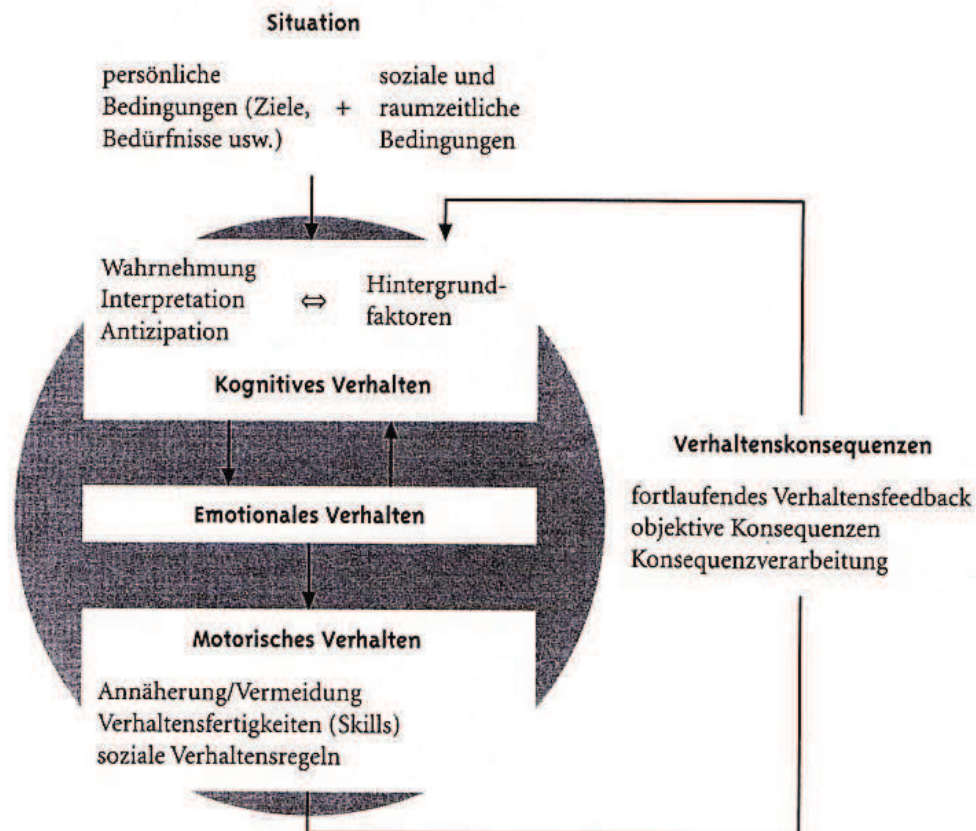 Situation
persönliche
Bedingungen (Ziele,
Bedürfnisse usw.)
+
soziale und
raumzeitliche
Bedingungen
Wahrnehmung
Interpretation
Antizipation
⇔
Hintergrund-
faktoren
Kognitives Verhalten
Emotionales Verhalten
Motorisches Verhalten
Annäherung/Vermeidung
Verhaltensfertigkeiten (Skills)
soziale Verhaltensregeln
Verhaltenskonsequenzen
fortlaufendes Verhaltensfeedback
objektive Konsequenzen
Konsequenzverarbeitung